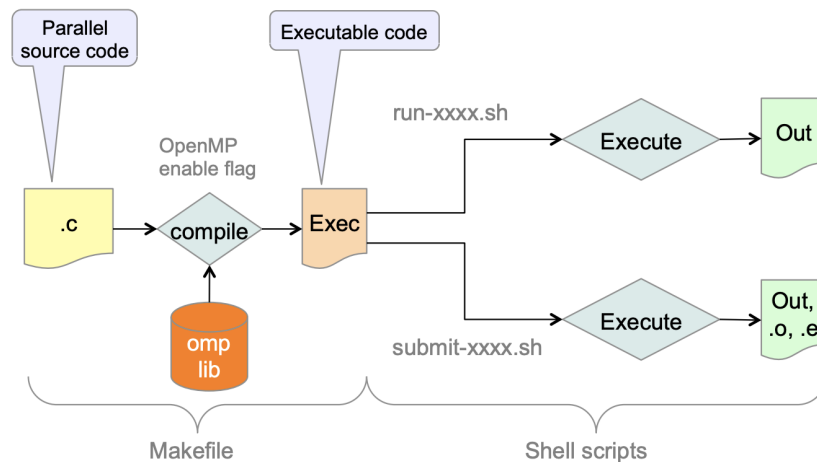 Parallel
source code
Executable code
run-xxxx.sh
OpenMP
enable flag
Execute
Out
.c
compile
Exec
omp
lib
submit-xxxx.sh
Execute
Out,
.o, .e
Makefile
Shell scripts